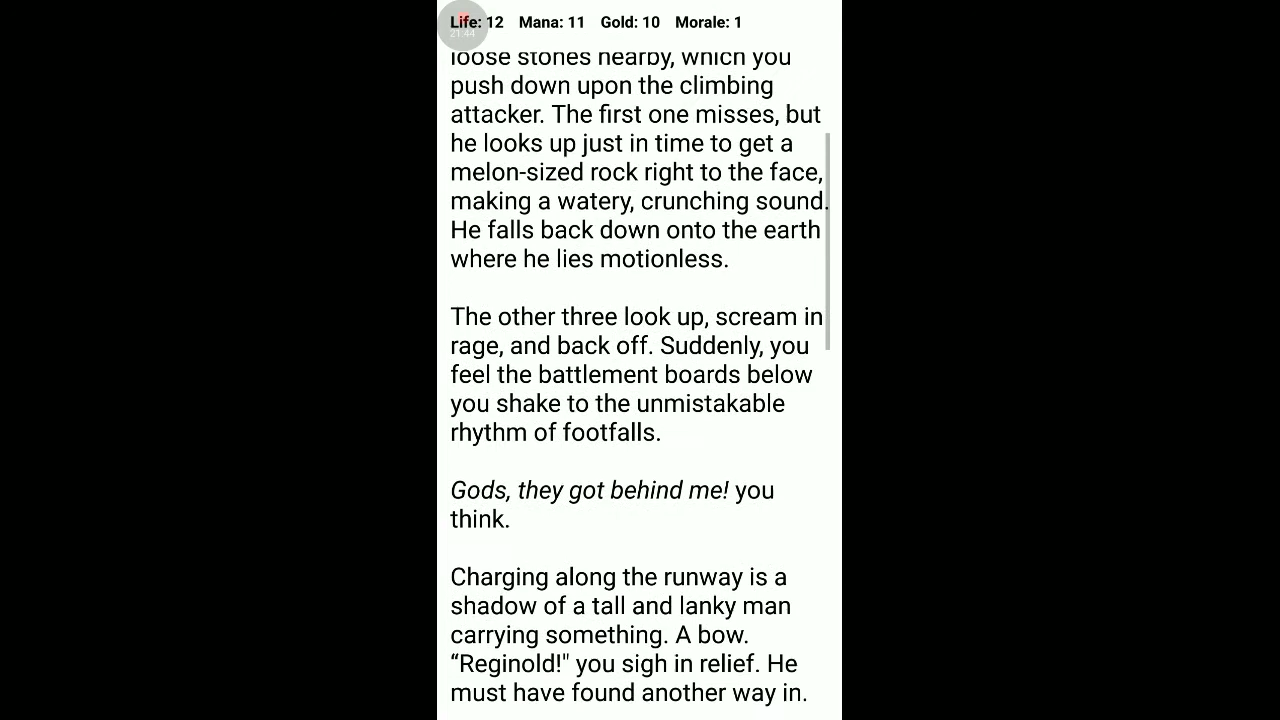 Life: 12 Mana: 11 Gold: 10 Morale: 1
21:44
loose stones nearby, which you
push down upon the climbing
attacker. The first one misses, but
he looks up just in time to get a
melon-sized rock right to the face,
making a watery, crunching sound.
He falls back down onto the earth
where he lies motionless.
The other three look up, scream in
rage, and back off. Suddenly, you
feel the battlement boards below
you shake to the unmistakable
rhythm of footfalls.
Gods, they got behind me! you
think.
Charging along the runway is a
shadow of a tall and lanky man
carrying something. A bow.
“Reginold!" you sigh in relief. He
must have found another way in.